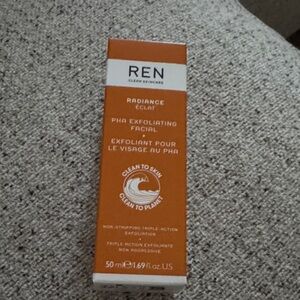 REN
CLEAN SKINCARE
RADIANCE
ÉCLAT
PHA EXFOLIATING
FACIAL
•
EXFOLIANT POUR
LE VISAGE AU PHA
CLEAN TO SKIN
CLEAN TO PLANET
NON-STRIPPING TRIPLE-ACTION
EXFOLIATION
TRIPLE-ACTION EXFOLIANTE
NON AGRESSIVE
50 ml e 1.69 fl.oz.US